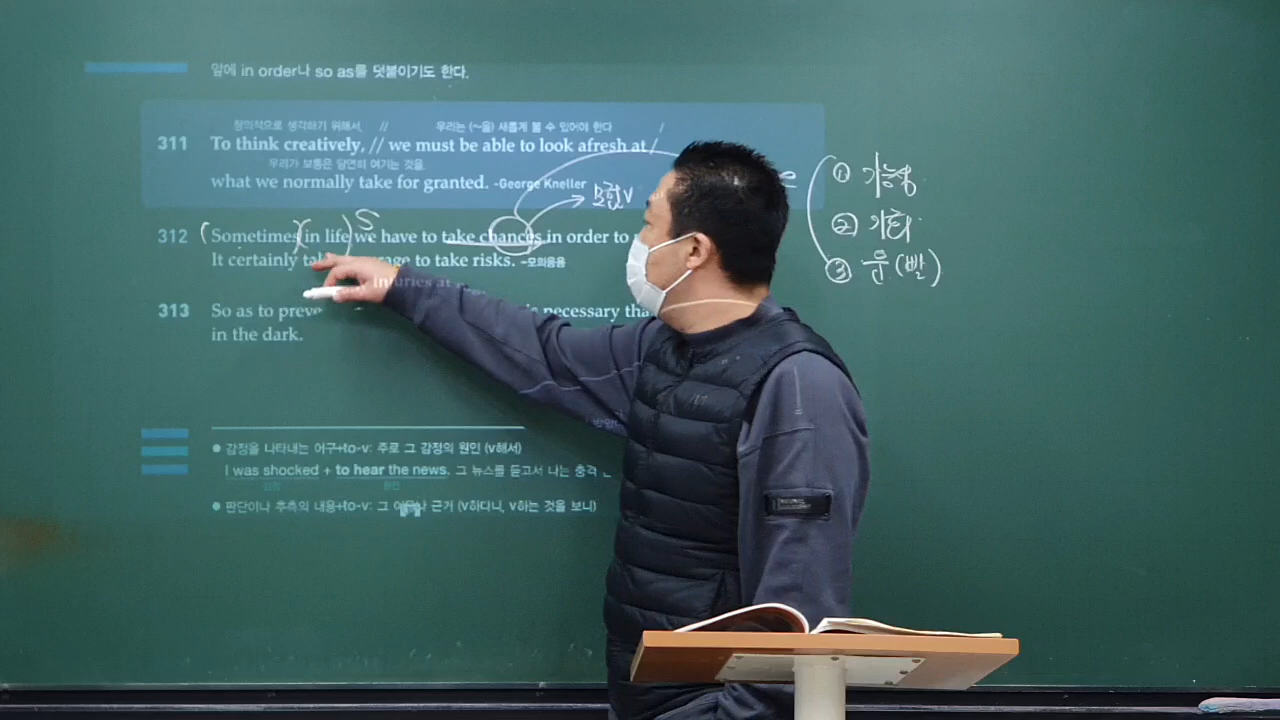 앞에 in order나 so as를 덧붙이기도 한다.
창의적으로 생각하기 위해서, // 우리는 (~을) 새롭게 볼 수 있어야 한다
311 To think creatively, // we must be able to look afresh at /
우리가 보통은 당연히 여기는 것을
what we normally take for granted. -George Kneller
모험V
① 가능성
② 기회
③ 운(빨)
S
312 (Sometimes)(in life) we have to take chances in order to
It certainly courage to take risks. -모의응용
313 So as to necessary
in the dark.
● 감정을 나타내는 어구+to-v: 주로 그 감정의 원인 (v해서)
I was shocked + to hear the news. 그 뉴스를 듣고서 나는 충격
감정 원인
● 판단이나 추측의 내용+to-v: 그 근거 (v하다니, v하는 것을 보니)